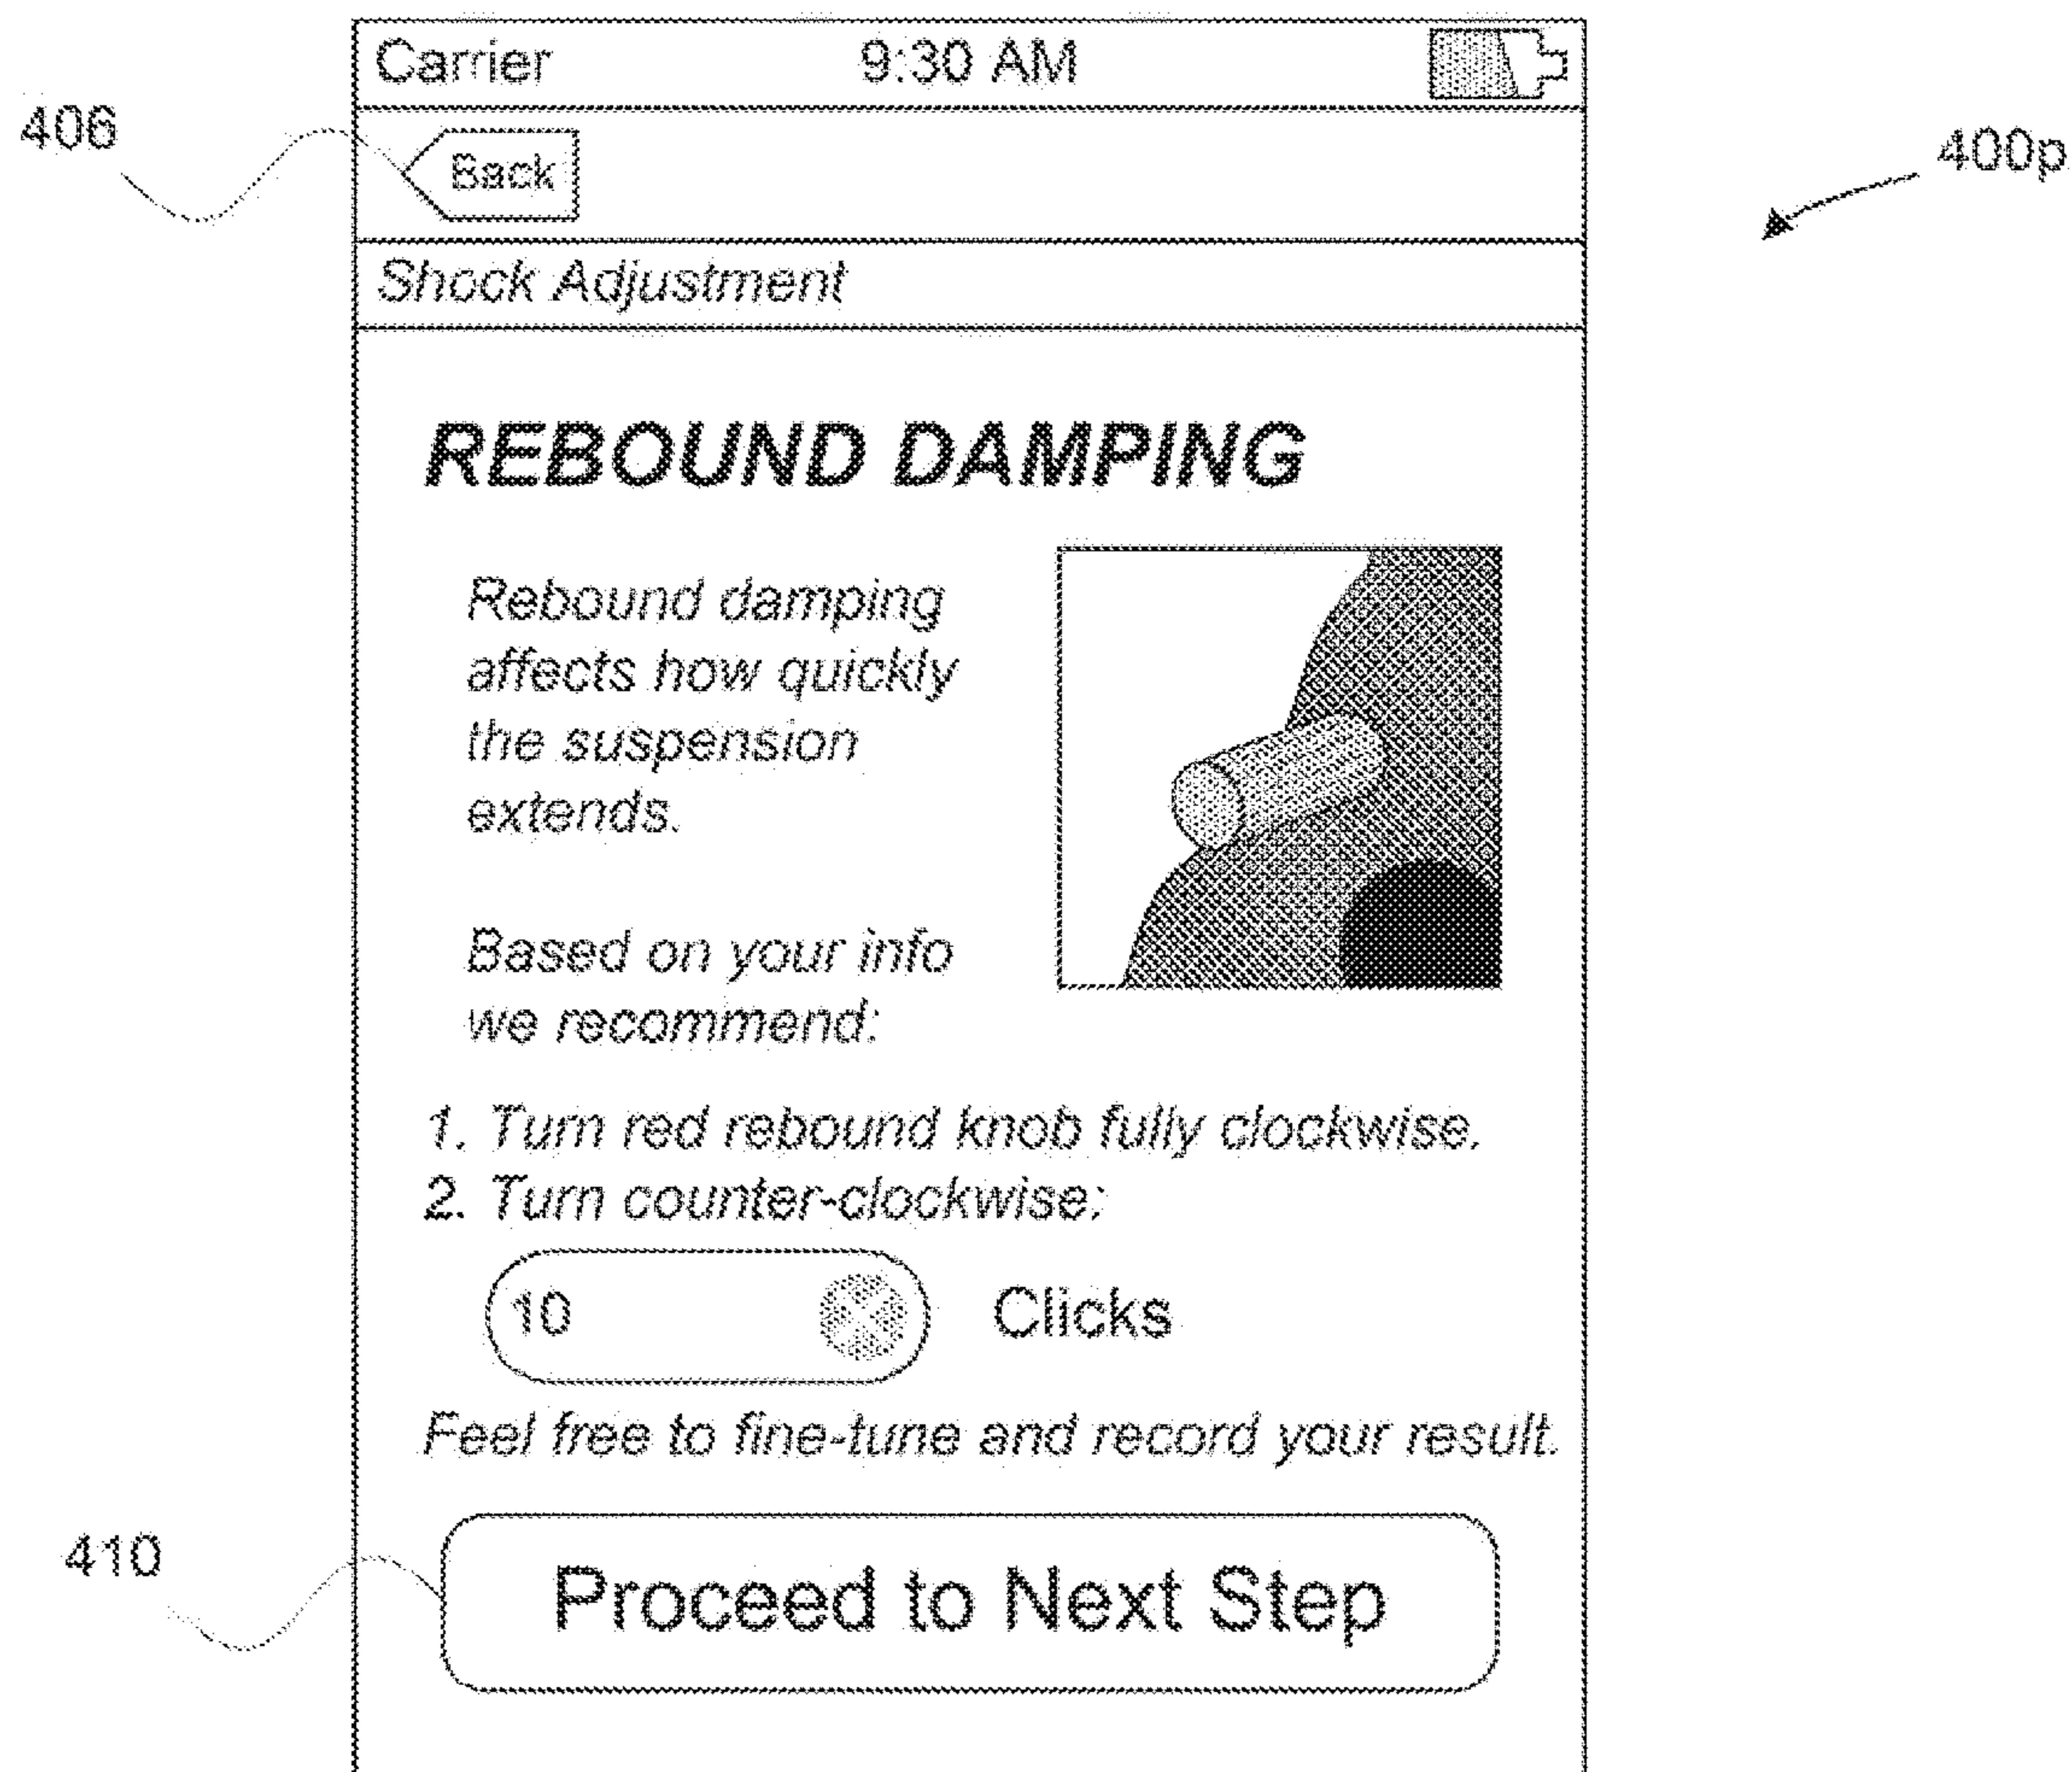 Carrier 9:30 AM
406
Back
400p
Shock Adjustment
REBOUND DAMPING
Rebound damping
affects how quickly
the suspension
extends.
Based on your info
we recommend:
1. Turn red rebound knob fully clockwise.
2. Turn counter-clockwise:
10 Clicks
Feel free to fine-tune and record your result.
410
Proceed to Next Step